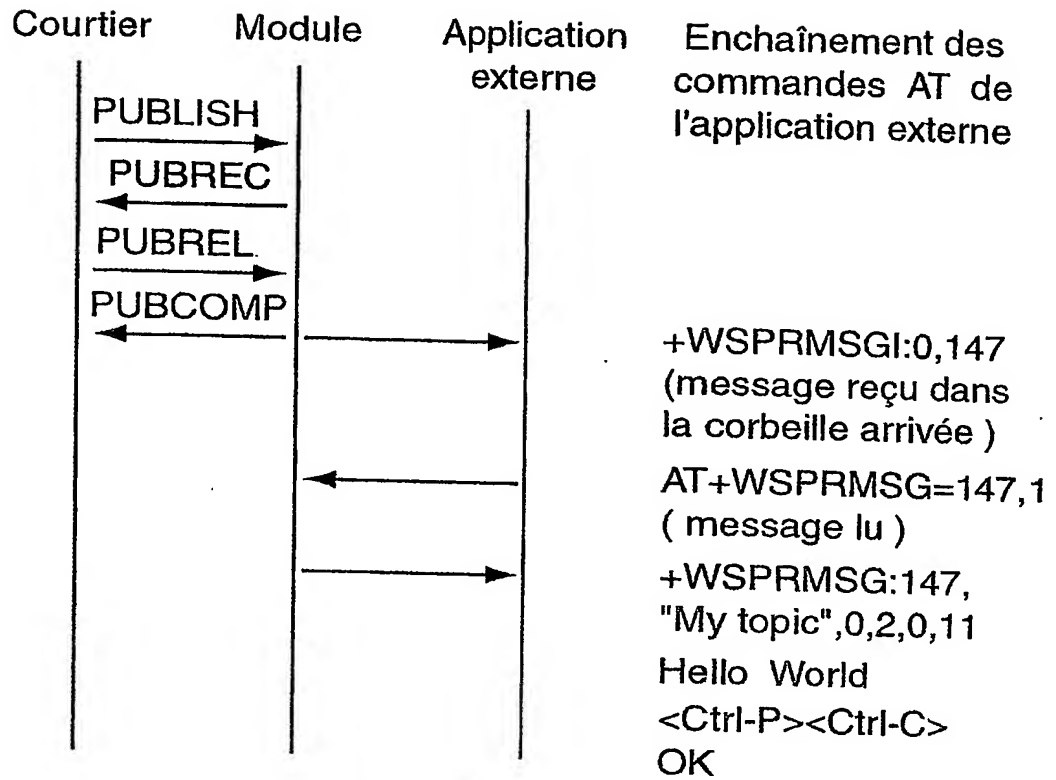 Courtier
Module
Application
externe
Enchaînement des
commandes AT de
l'application externe
PUBLISH
PUBREC
PUBREL
PUBCOMP
+WSPRMSGI:0,147
(message reçu dans
la corbeille arrivée )
AT+WSPRMSG=147,1
( message lu )
+WSPRMSG:147,
"My topic",0,2,0,11
Hello World
<Ctrl-P><Ctrl-C>
OK